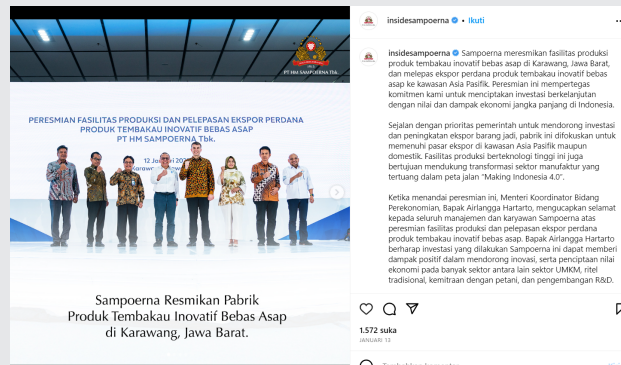 PT HM SAMPOERNA Tbk.
PERESMIAN FASILITAS PRODUKSI DAN PELEPASAN EKSPOR PERDANA
PRODUK TEMBAKAU INOVATIF BEBAS ASAP
PT HM SAMPOERNA Tbk.
Sampoerna Resmikan Pabrik
Produk Tembakau Inovatif Bebas Asap
di Karawang, Jawa Barat.
insidesampoerna • Ikuti
insidesampoerna Sampoerna meresmikan fasilitas produksi
produk tembakau inovatif bebas asap di Karawang, Jawa Barat,
dan melepas ekspor perdana produk tembakau inovatif bebas
asap ke kawasan Asia Pasifik. Peresmian ini mempertegas
komitmen kami untuk menciptakan investasi berkelanjutan
dengan nilai dan dampak ekonomi jangka panjang di Indonesia.
Sejalan dengan prioritas pemerintah untuk mendorong investasi
dan peningkatan ekspor barang jadi, pabrik ini difokuskan untuk
memenuhi pasar ekspor di kawasan Asia Pasifik maupun
domestik. Fasilitas produksi berteknologi tinggi ini juga
bertujuan mendukung transformasi sektor manufaktur yang
tertuang dalam peta jalan "Making Indonesia 4.0".
Ketika menandai peresmian ini, Menteri Koordinator Bidang
Perekonomian, Bapak Airlangga Hartarto, mengucapkan selamat
kepada seluruh manajemen dan karyawan Sampoerna atas
peresmian fasilitas produksi dan pelepasan ekspor perdana
produk tembakau inovatif bebas asap. Bapak Airlangga Hartarto
berharap investasi yang dilakukan Sampoerna ini dapat memberi
dampak positif dalam mendorong inovasi, serta penciptaan nilai
ekonomi pada banyak sektor antara lain sektor UMKM, ritel
tradisional, kemitraan dengan petani, dan pengembangan R&D.
1.572 suka
JANUARI 13